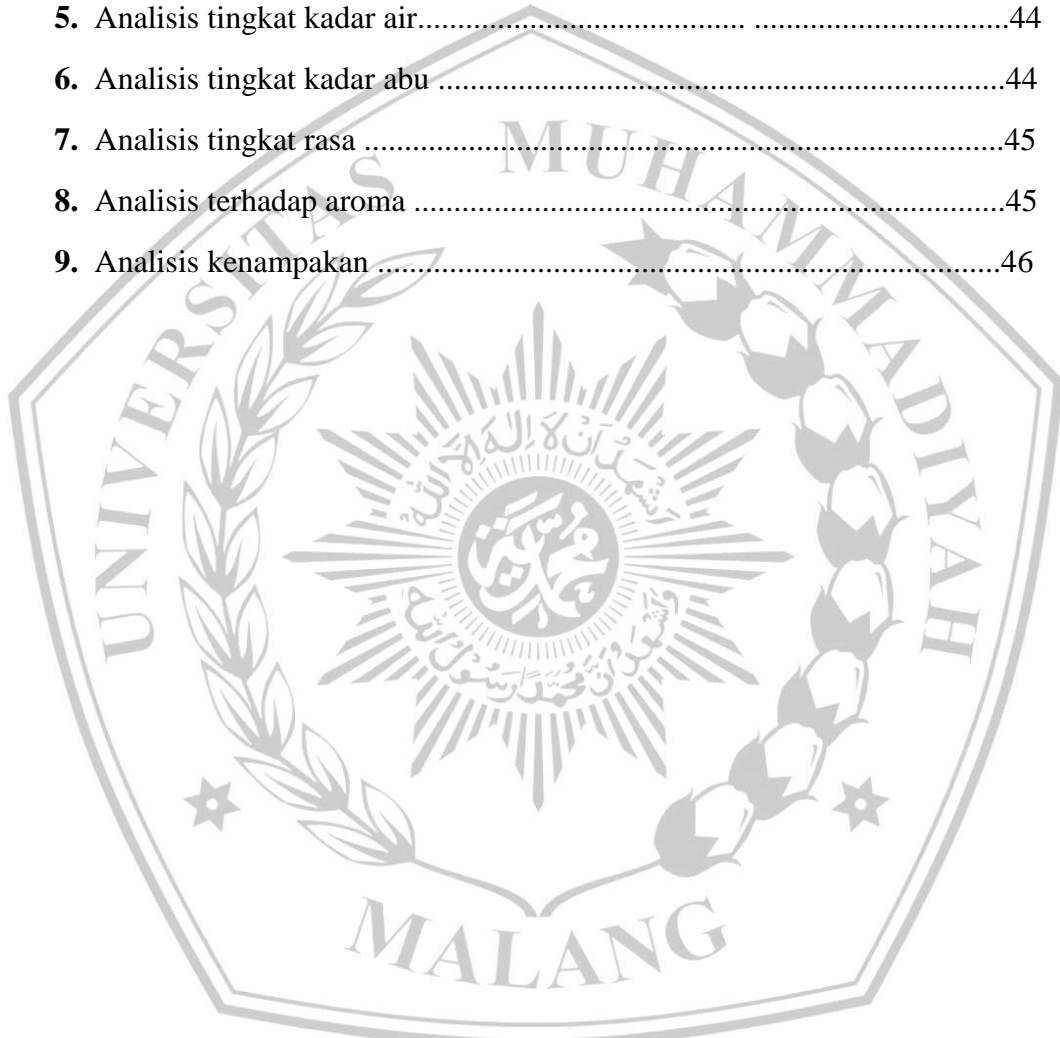 5. Analisis tingkat kadar air.......................................... ....................................44
6. Analisis tingkat kadar abu .........................................................................44
7. Analisis tingkat rasa ..................................................................................45
8. Analisis terhadap aroma ............................................................................45
9. Analisis kenampakan ................................................................................46
UNIVERSITAS MUHAMMADIYAH
MALANG